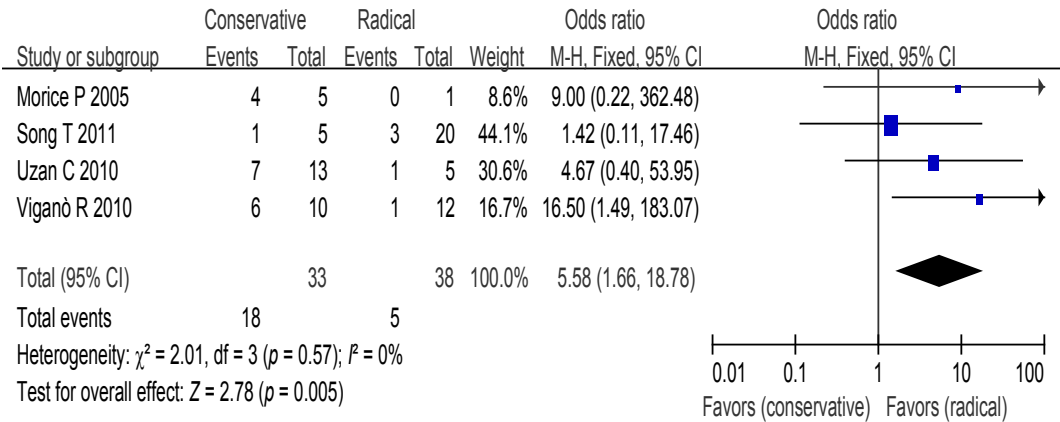 Conservative Radical Odds ratio Odds ratio
Study or subgroup Events Total Events Total Weight M-H, Fixed, 95% CI M-H, Fixed, 95% CI
Morice P 2005 4 5 0 1 8.6% 9.00 (0.22, 362.48)
Song T 2011 1 5 3 20 44.1% 1.42 (0.11, 17.46)
Uzan C 2010 7 13 1 5 30.6% 4.67 (0.40, 53.95)
Viganò R 2010 6 10 1 12 16.7% 16.50 (1.49, 183.07)
Total (95% CI) 33 38 100.0% 5.58 (1.66, 18.78)
Total events 18 5
Heterogeneity: χ² = 2.01, df = 3 (p = 0.57); I² = 0%
Test for overall effect: Z = 2.78 (p = 0.005)
0.01 0.1 1 10 100
Favors (conservative) Favors (radical)